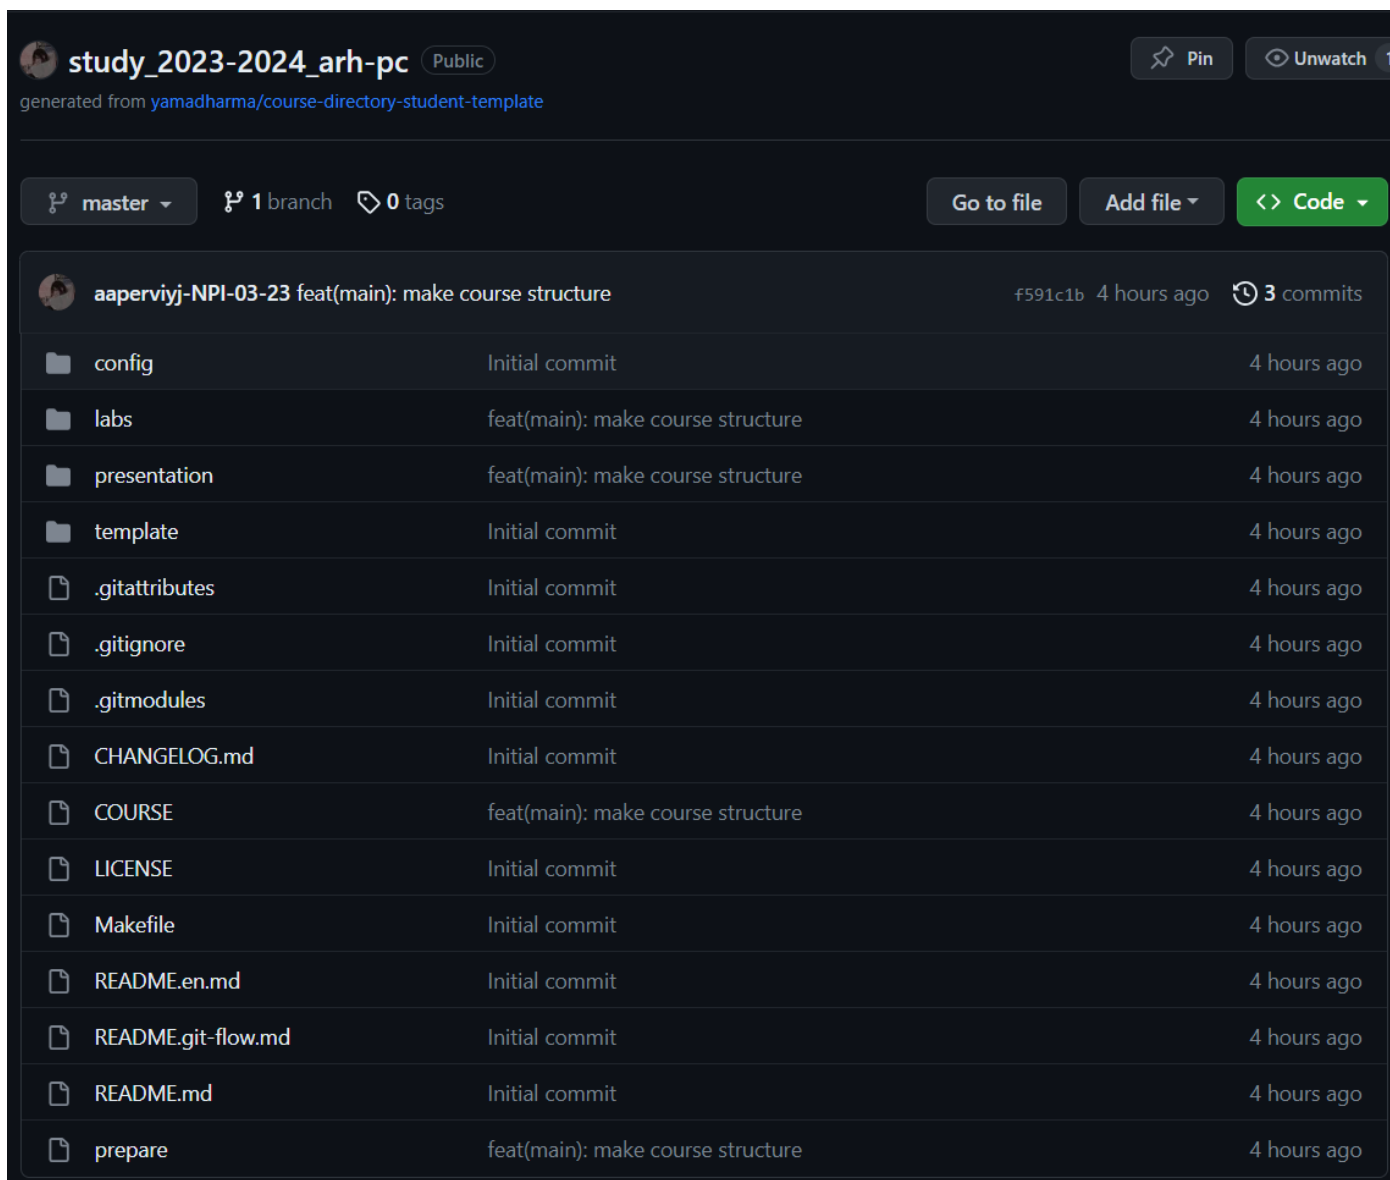 study_2023-2024_arh-pc Public Pin Unwatch
generated from yamadharma/course-directory-student-template
master 1 branch 0 tags Go to file Add file Code
aaperviyj-NPI-03-23 feat(main): make course structure f591c1b 4 hours ago 3 commits
config Initial commit 4 hours ago
labs feat(main): make course structure 4 hours ago
presentation feat(main): make course structure 4 hours ago
template Initial commit 4 hours ago
.gitattributes Initial commit 4 hours ago
.gitignore Initial commit 4 hours ago
.gitmodules Initial commit 4 hours ago
CHANGELOG.md Initial commit 4 hours ago
COURSE feat(main): make course structure 4 hours ago
LICENSE Initial commit 4 hours ago
Makefile Initial commit 4 hours ago
README.en.md Initial commit 4 hours ago
README.git-flow.md Initial commit 4 hours ago
README.md Initial commit 4 hours ago
prepare feat(main): make course structure 4 hours ago